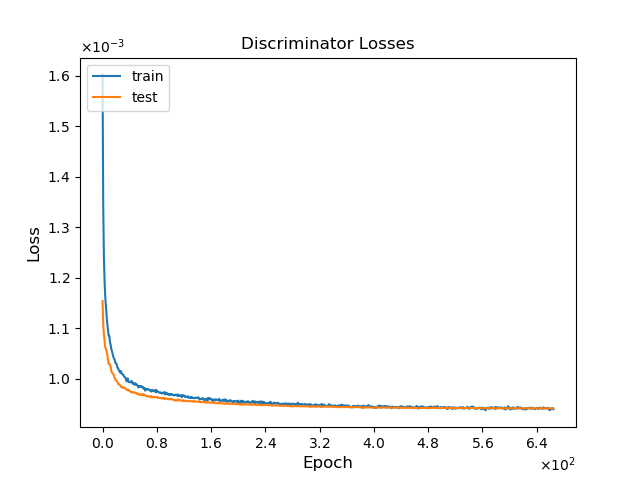 Discriminator Losses
×10⁻³
train
test
1.6
1.5
1.4
1.3
1.2
1.1
1.0
Loss
0.0 0.8 1.6 2.4 3.2 4.0 4.8 5.6 6.4
Epoch
×10²